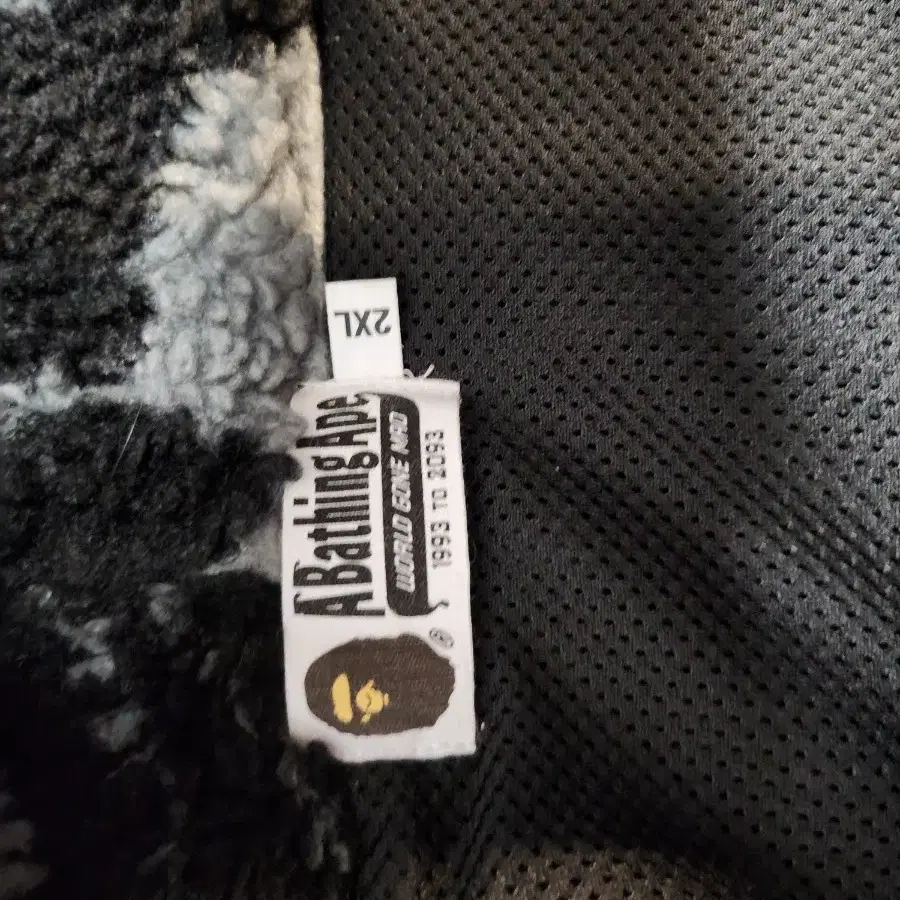 2XL
A Bathing Ape
WORLD GONE MAD
1993 TO 2093
®